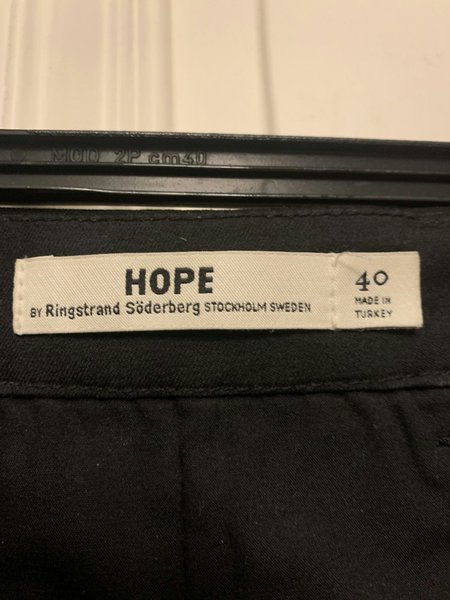 MOD 2P cm40
HOPE
BY Ringstrand Söderberg STOCKHOLM SWEDEN
40
MADE IN
TURKEY